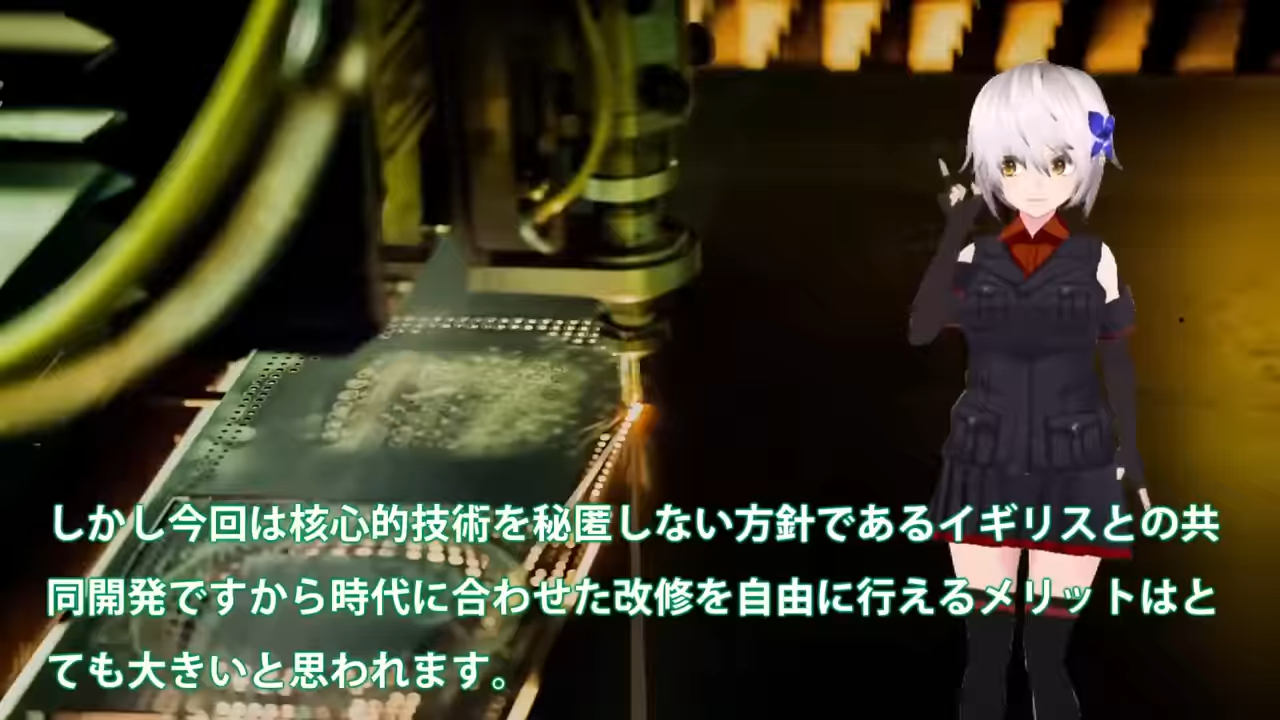 しかし今回は核心的技術を秘匿しない方針であるイギリスとの共
同開発ですから時代に合わせた改修を自由に行えるメリットはと
ても大きいと思われます。